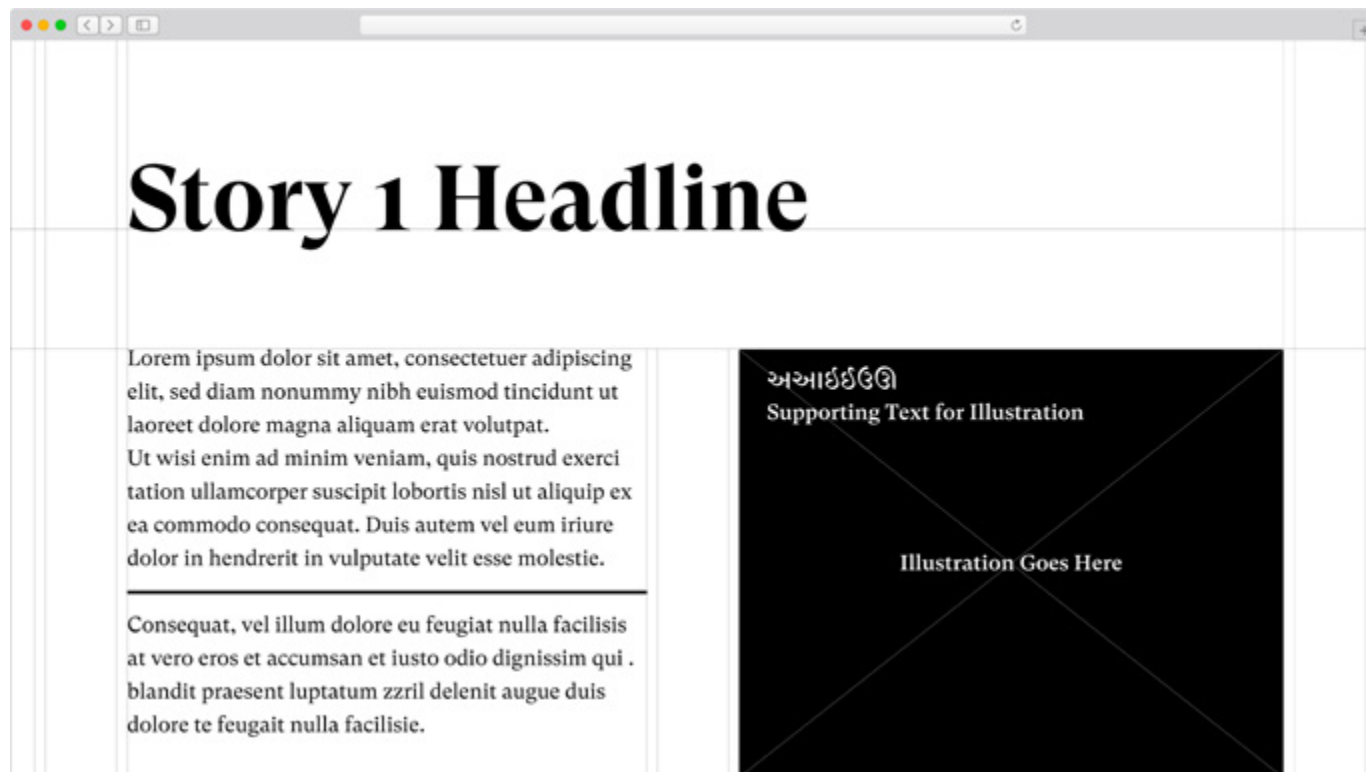 Story 1 Headline
Lorem ipsum dolor sit amet, consectetuer adipiscing
elit, sed diam nonummy nibh euismod tincidunt ut
laoreet dolore magna aliquam erat volutpat.
Ut wisi enim ad minim veniam, quis nostrud exerci
tation ullamcorper suscipit lobortis nisl ut aliquip ex
ea commodo consequat. Duis autem vel eum iriure
dolor in hendrerit in vulputate velit esse molestie.
Consequat, vel illum dolore eu feugiat nulla facilisis
at vero eros et accumsan et iusto odio dignissim qui .
blandit praesent luptatum zzril delenit augue duis
dolore te feugait nulla facilisie.
અઆઇઈઉઊ
Supporting Text for Illustration
Illustration Goes Here